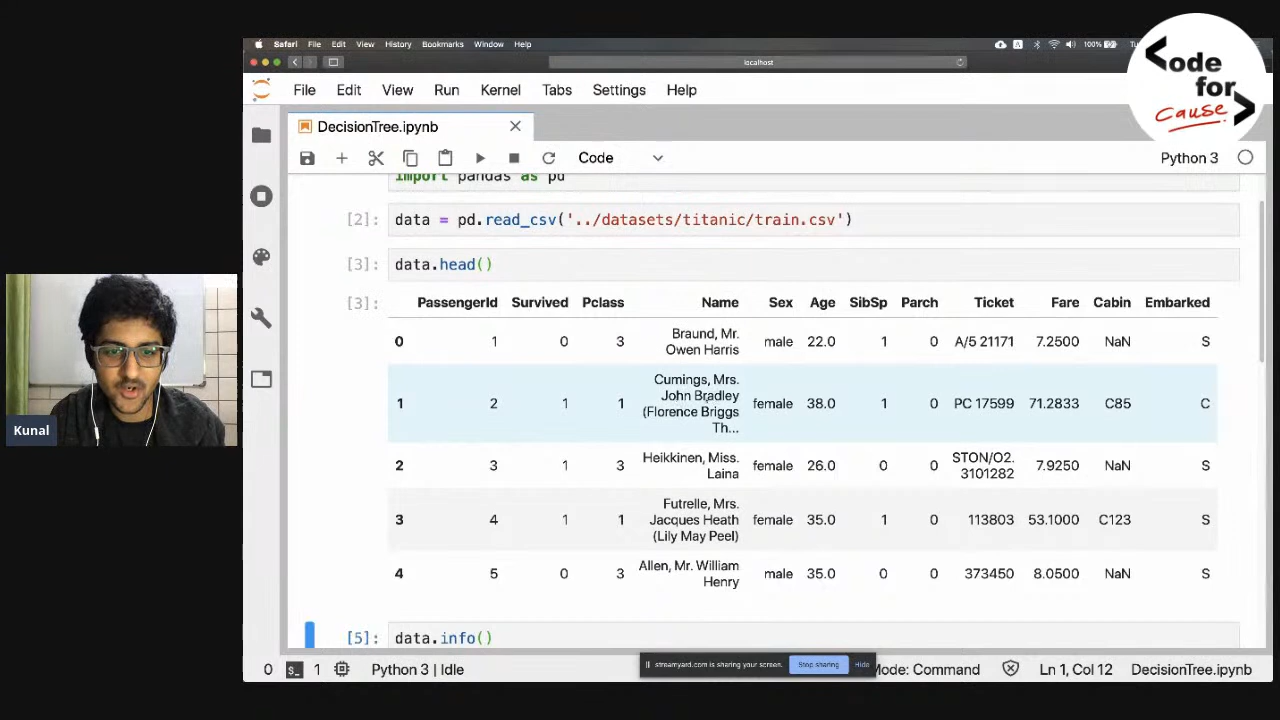 Safari File Edit View History Bookmarks Window Help 100%
localhost
<ode for cause>
File Edit View Run Kernel Tabs Settings Help
DecisionTree.ipynb
Code
Python 3
import pandas as pd
[2]: data = pd.read_csv('../datasets/titanic/train.csv')
[3]: data.head()
[3]: PassengerId Survived Pclass Name Sex Age SibSp Parch Ticket Fare Cabin Embarked
0 1 0 3 Braund, Mr. Owen Harris male 22.0 1 0 A/5 21171 7.2500 NaN S
1 2 1 1 Cumings, Mrs. John Bradley (Florence Briggs Th... female 38.0 1 0 PC 17599 71.2833 C85 C
2 3 1 3 Heikkinen, Miss. Laina female 26.0 0 0 STON/O2. 3101282 7.9250 NaN S
3 4 1 1 Futrelle, Mrs. Jacques Heath (Lily May Peel) female 35.0 1 0 113803 53.1000 C123 S
4 5 0 3 Allen, Mr. William Henry male 35.0 0 0 373450 8.0500 NaN S
Kunal
[5]: data.info()
streamyard.com is sharing your screen. Stop sharing Hide
0 1 Python 3 | Idle Mode: Command Ln 1, Col 12 DecisionTree.ipynb